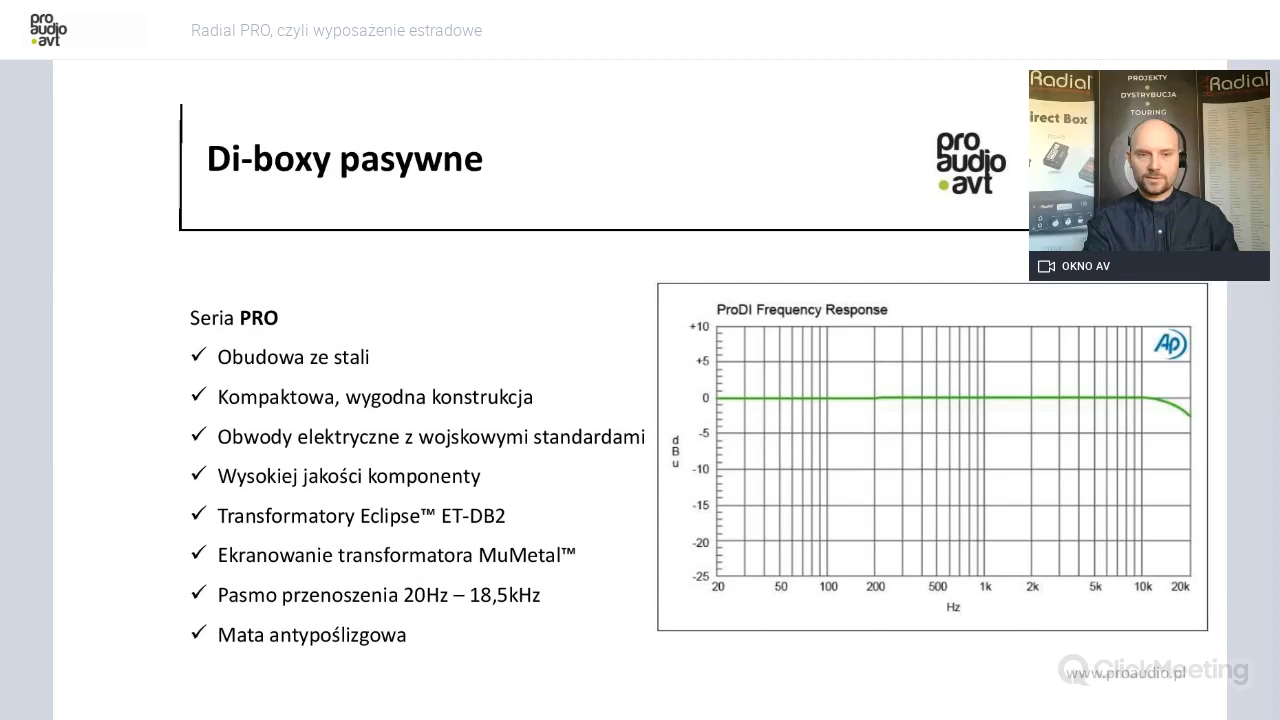 pro
audio
avt
Radial PRO, czyli wyposażenie estradowe
Di-boxy pasywne
pro
audio
avt
Radial
PROJEKTY
DYSTRYBUCJA
TOURING
Radial
irect Box
OKNO AV
Seria PRO
✓ Obudowa ze stali
✓ Kompaktowa, wygodna konstrukcja
✓ Obwody elektryczne z wojskowymi standardami
✓ Wysokiej jakości komponenty
✓ Transformatory Eclipse™ ET-DB2
✓ Ekranowanie transformatora MuMetal™
✓ Pasmo przenoszenia 20Hz – 18,5kHz
✓ Mata antypoślizgowa
ProDI Frequency Response
+10
+5
0
-5
-10
-15
-20
-25
dBu
20 50 100 200 500 1k 2k 5k 10k 20k
Hz
Ap
ClickMeeting
www.proaudio.pl